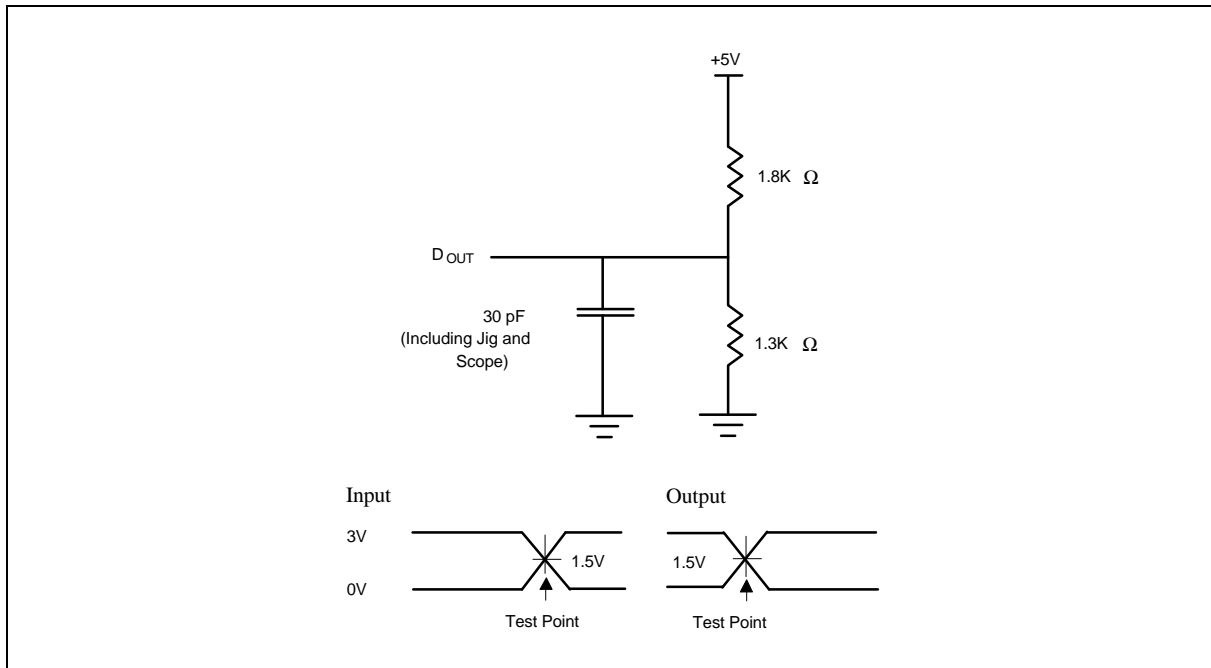 +5V
1.8K Ω
D OUT
30 pF
(Including Jig and
Scope)
1.3K Ω
Input
Output
3V
1.5V
1.5V
0V
Test Point
Test Point